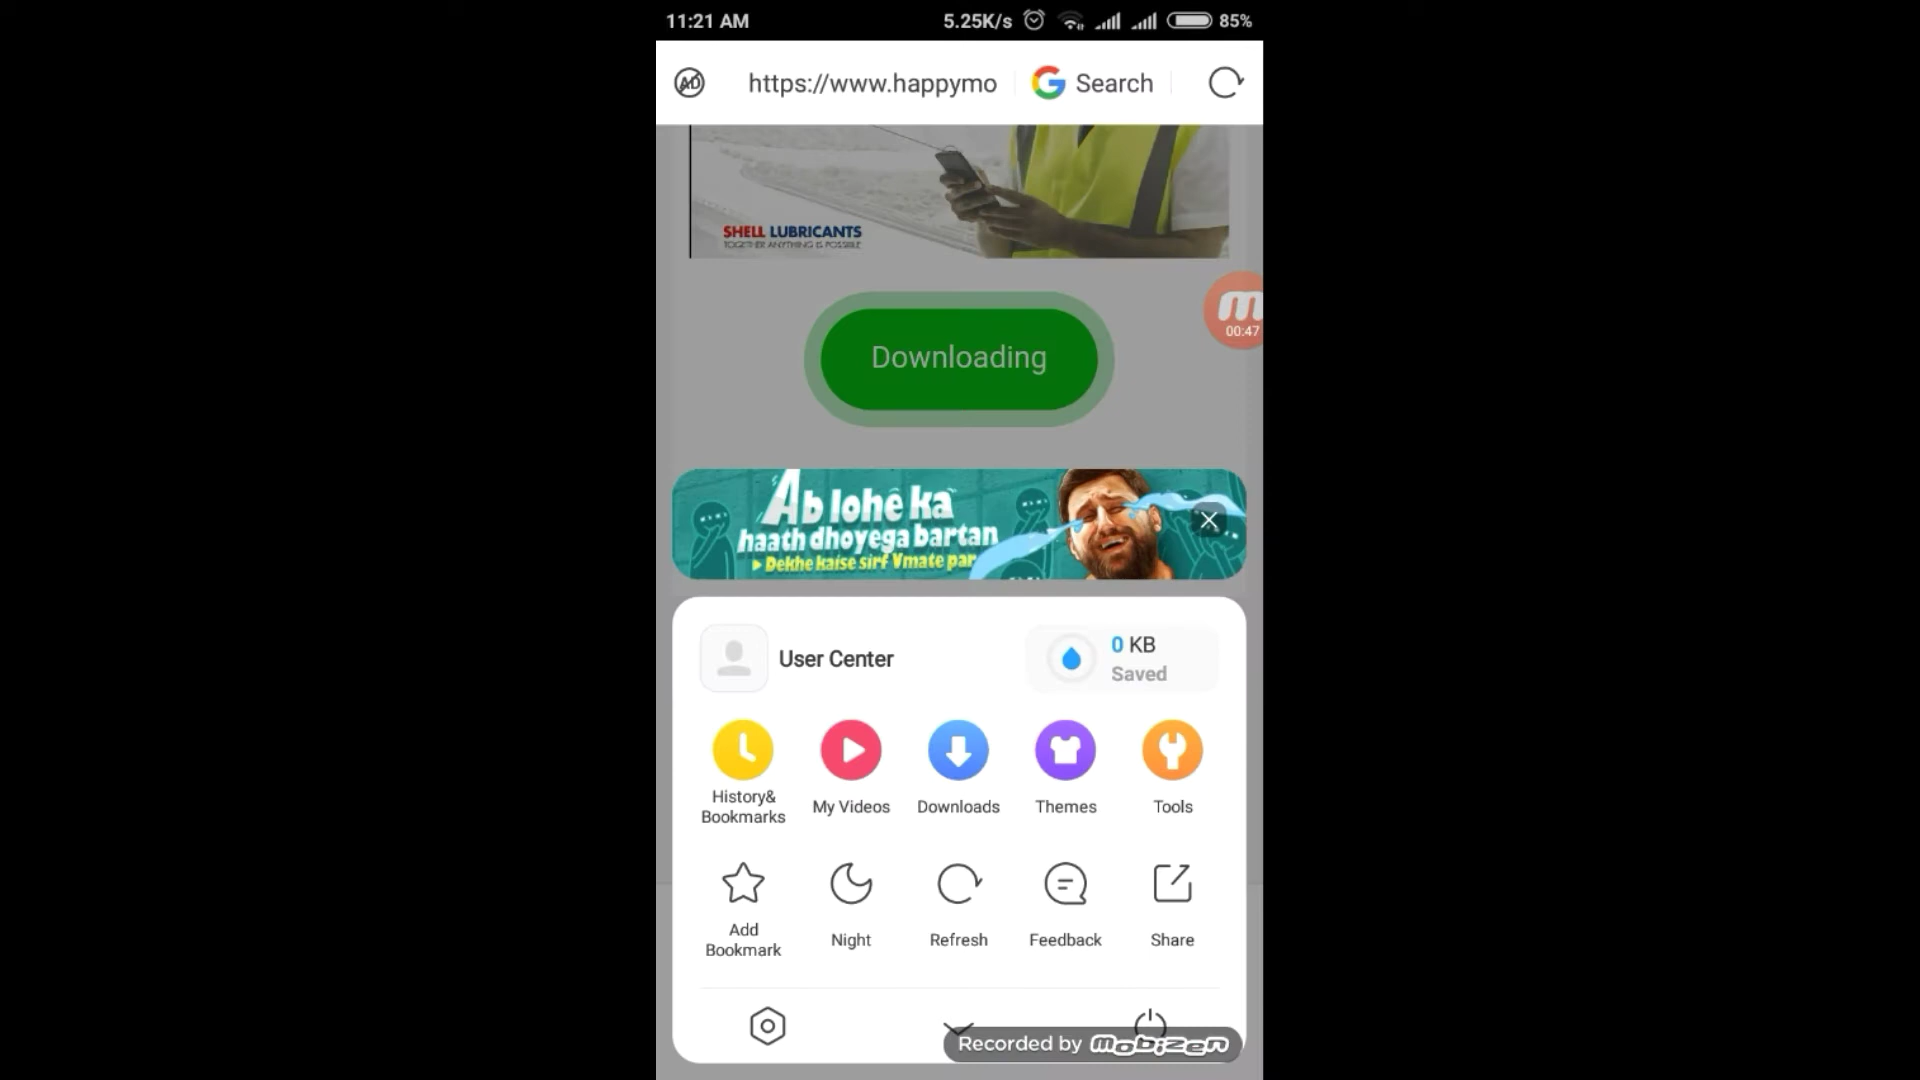 11:21 AM
5.25K/s
85%
AD
https://www.happymo
Search
SHELL LUBRICANTS
TOGETHER ANYTHING IS POSSIBLE
00:47
Downloading
Ab lohe ka
haath dhoyega bartan
Dekhe kaise sirf Vmate par
User Center
0 KB
Saved
History&
Bookmarks
My Videos
Downloads
Themes
Tools
Add
Bookmark
Night
Refresh
Feedback
Share
Recorded by Mobizen